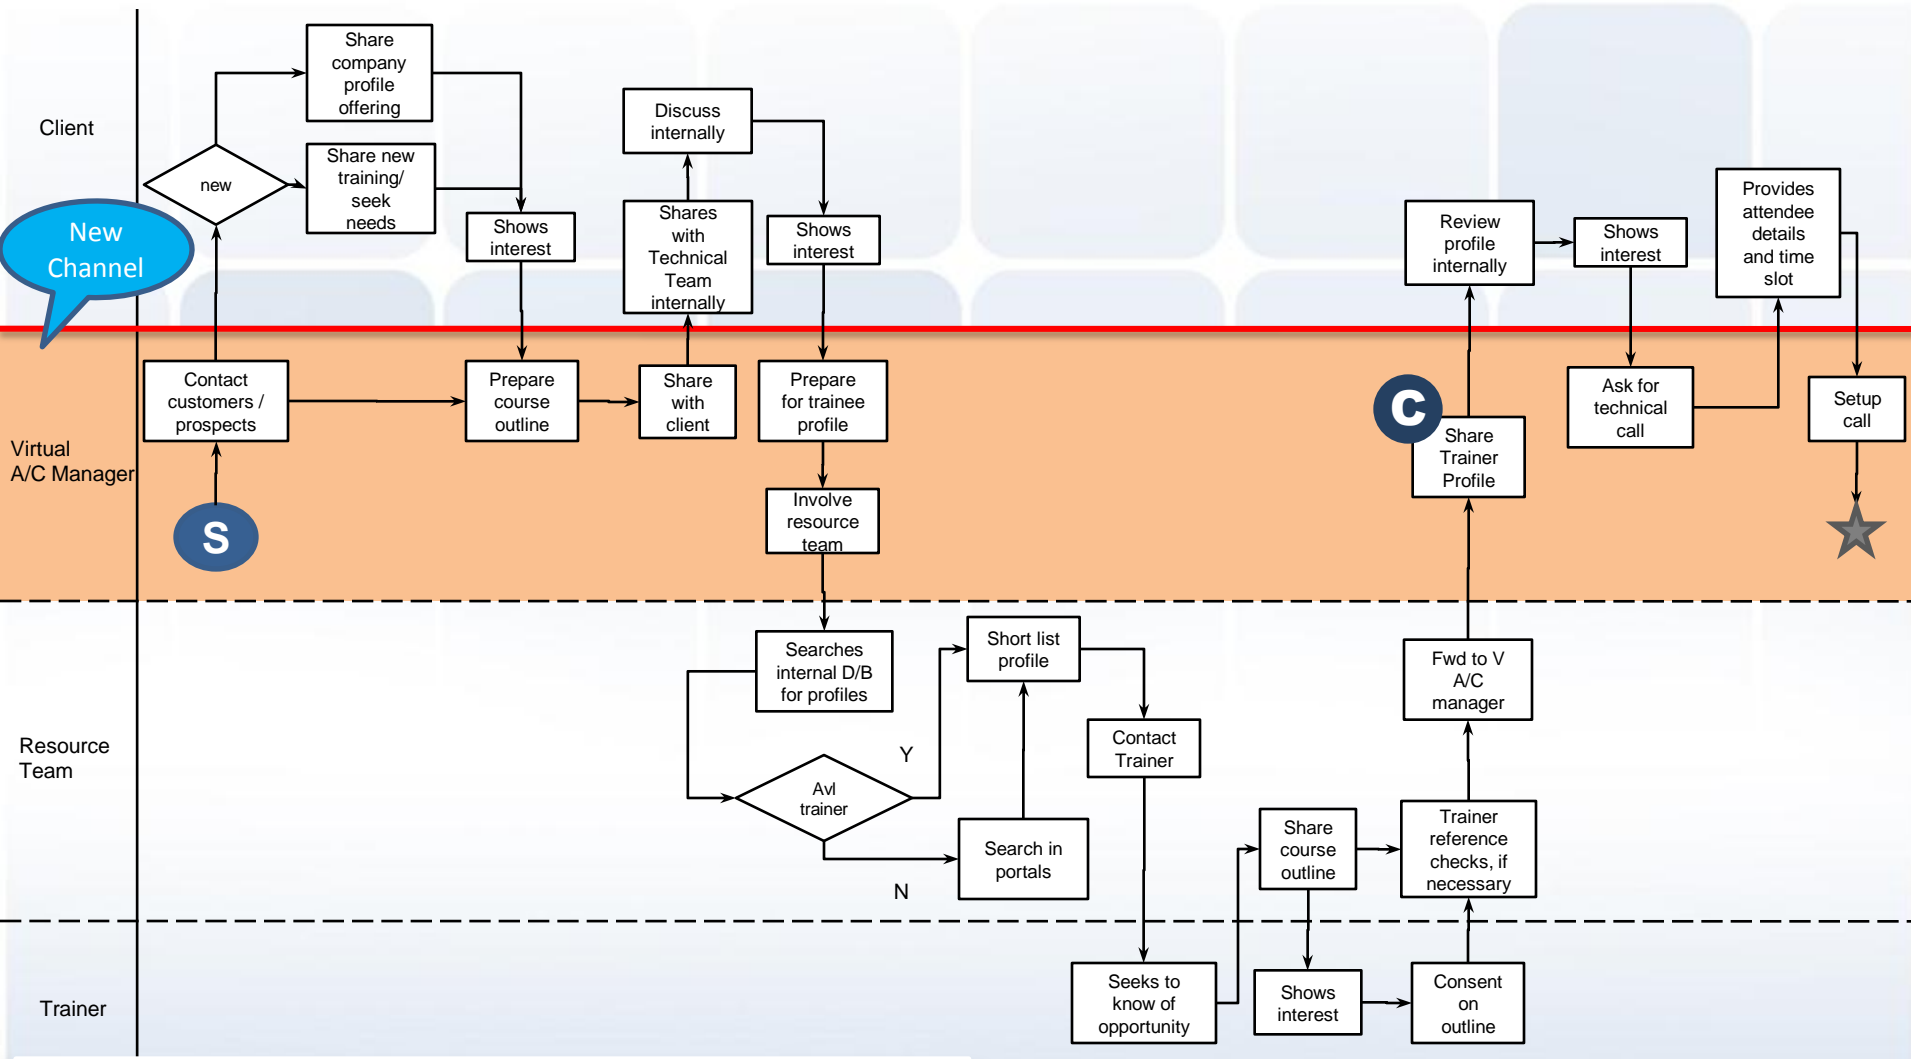 Client
Share
company
profile
offering
new
Share new
training/
seek
needs
Shows
interest
Discuss
internally
Shares
with
Technical
Team
internally
Shows
interest
Review
profile
internally
Shows
interest
Provides
attendee
details
and time
slot
New
Channel
Virtual
A/C Manager
Contact
customers /
prospects
S
Prepare
course
outline
Share
with
client
Prepare
for trainee
profile
Involve
resource
team
C
Share
Trainer
Profile
Ask for
technical
call
Setup
call
Resource
Team
Searches
internal D/B
for profiles
Avl
trainer
Y
N
Short list
profile
Search in
portals
Contact
Trainer
Share
course
outline
Trainer
reference
checks, if
necessary
Fwd to V
A/C
manager
Trainer
Seeks to
know of
opportunity
Shows
interest
Consent
on
outline